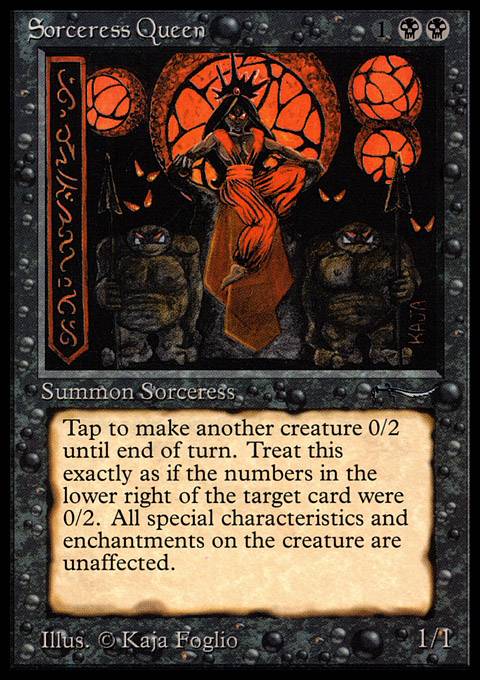 Sorceress Queen
1
KAJA
Summon Sorceress
Tap to make another creature 0/2
until end of turn. Treat this
exactly as if the numbers in the
lower right of the target card were
0/2. All special characteristics and
enchantments on the creature are
unaffected.
Illus. © Kaja Foglio
1/1